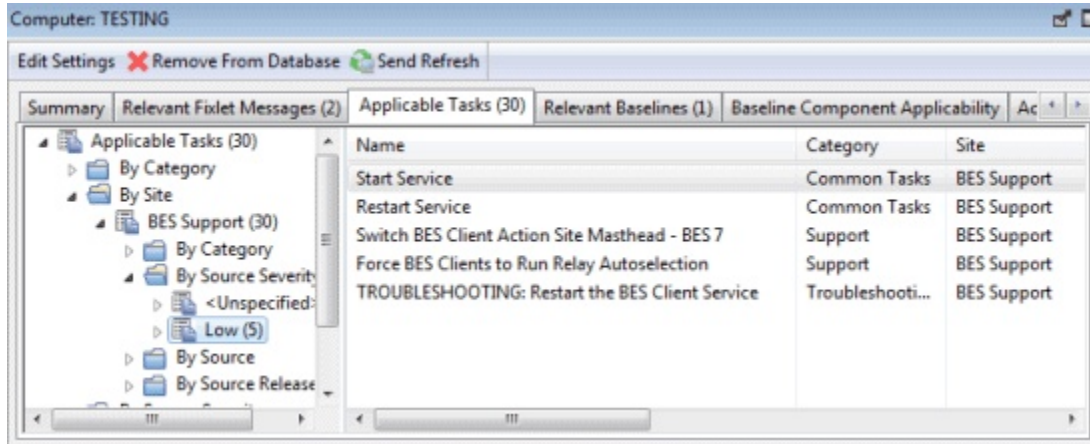 Computer: TESTING
Edit Settings Remove From Database Send Refresh
Summary Relevant Fixlet Messages (2) Applicable Tasks (30) Relevant Baselines (1) Baseline Component Applicability Ac
Applicable Tasks (30)
By Category
By Site
BES Support (30)
By Category
By Source Severity
<Unspecified>
Low (5)
By Source
By Source Release
Name Category Site
Start Service Common Tasks BES Support
Restart Service Common Tasks BES Support
Switch BES Client Action Site Masthead - BES 7 Support BES Support
Force BES Clients to Run Relay Autoselection Support BES Support
TROUBLESHOOTING: Restart the BES Client Service Troubleshooti... BES Support